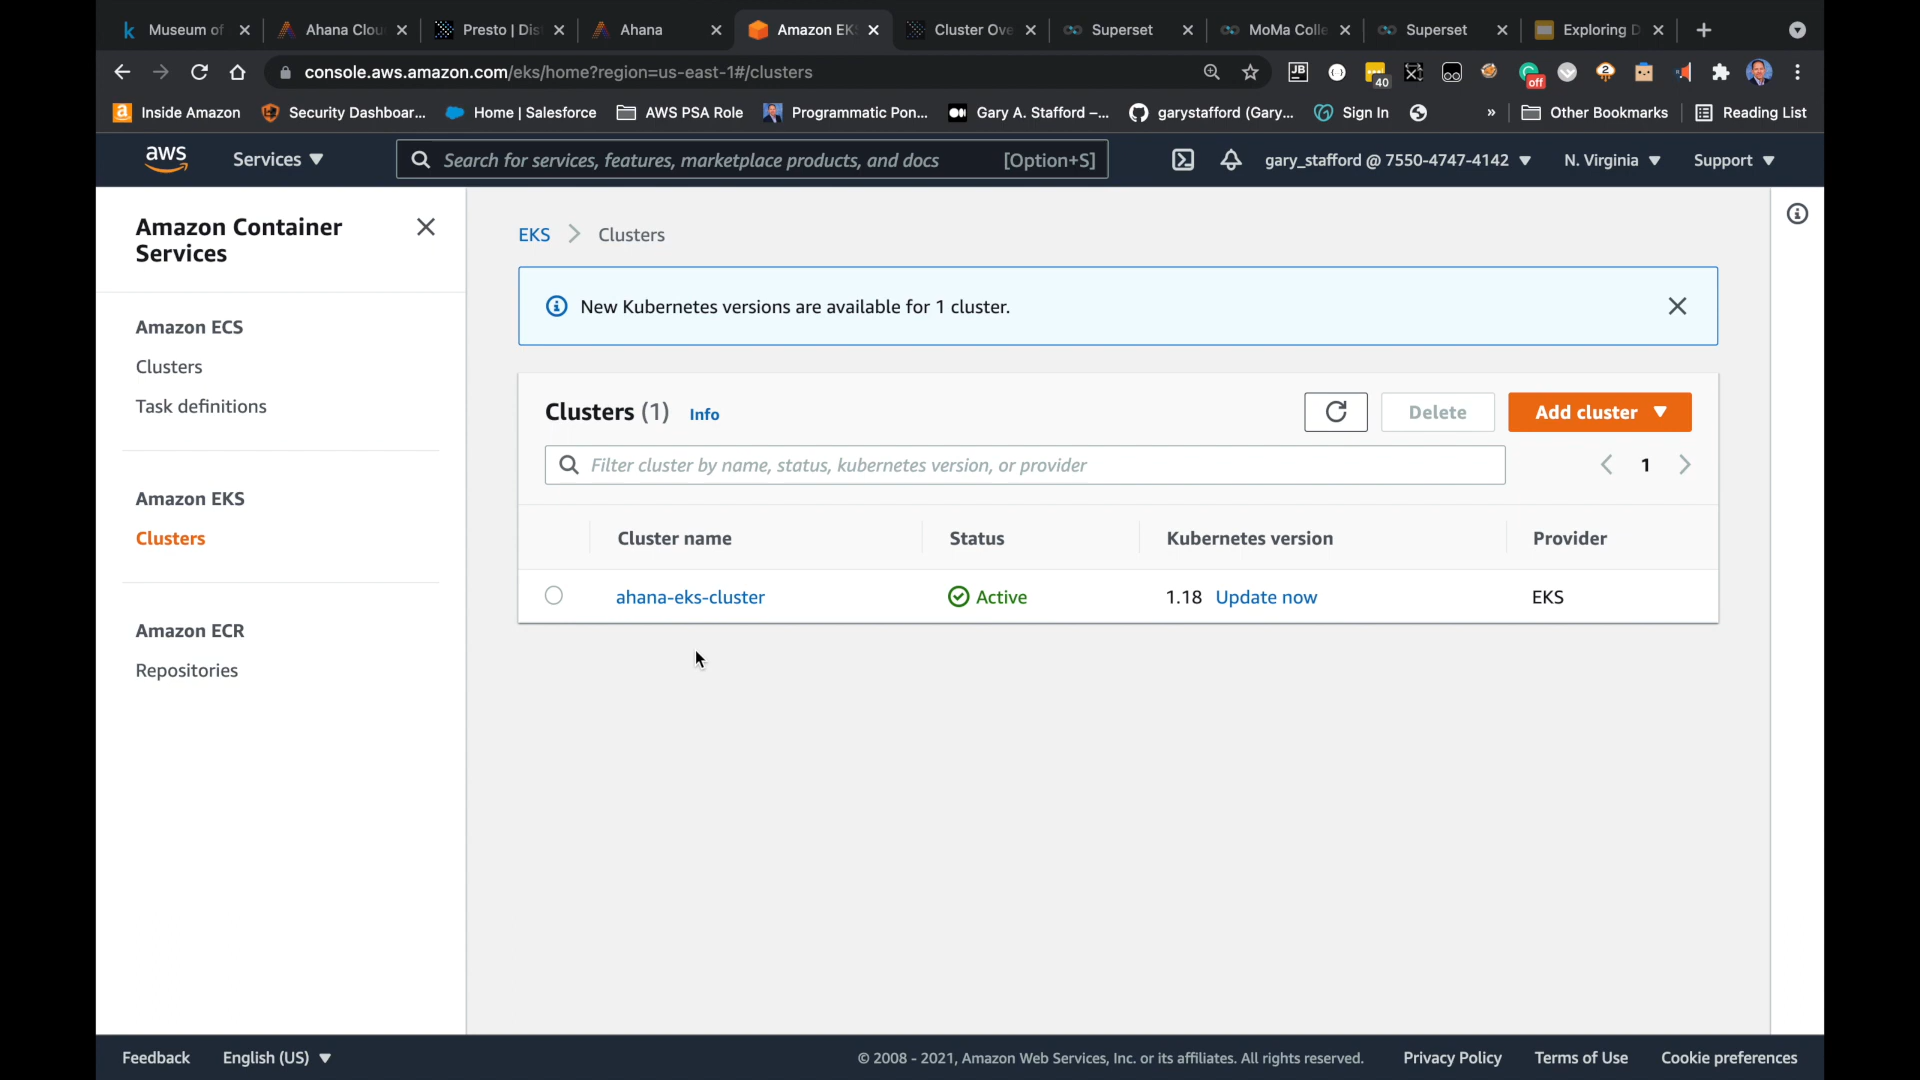 Museum of
Ahana Clou
Presto | Dis
Ahana
Amazon EK
Cluster Ove
Superset
MoMa Colle
Superset
Exploring D
console.aws.amazon.com/eks/home?region=us-east-1#/clusters
JB
40
off
2
Inside Amazon
Security Dashboar...
Home | Salesforce
AWS PSA Role
Programmatic Pon...
Gary A. Stafford –...
garystafford (Gary...
Sign In
»
Other Bookmarks
Reading List
aws
Services
Search for services, features, marketplace products, and docs
[Option+S]
gary_stafford @ 7550-4747-4142
N. Virginia
Support
Amazon Container
Services
Amazon ECS
Clusters
Task definitions
Amazon EKS
Clusters
Amazon ECR
Repositories
EKS
Clusters
New Kubernetes versions are available for 1 cluster.
Clusters (1)
Info
Delete
Add cluster
Filter cluster by name, status, kubernetes version, or provider
1
Cluster name
Status
Kubernetes version
Provider
ahana-eks-cluster
Active
1.18 Update now
EKS
Feedback
English (US)
© 2008 - 2021, Amazon Web Services, Inc. or its affiliates. All rights reserved.
Privacy Policy
Terms of Use
Cookie preferences